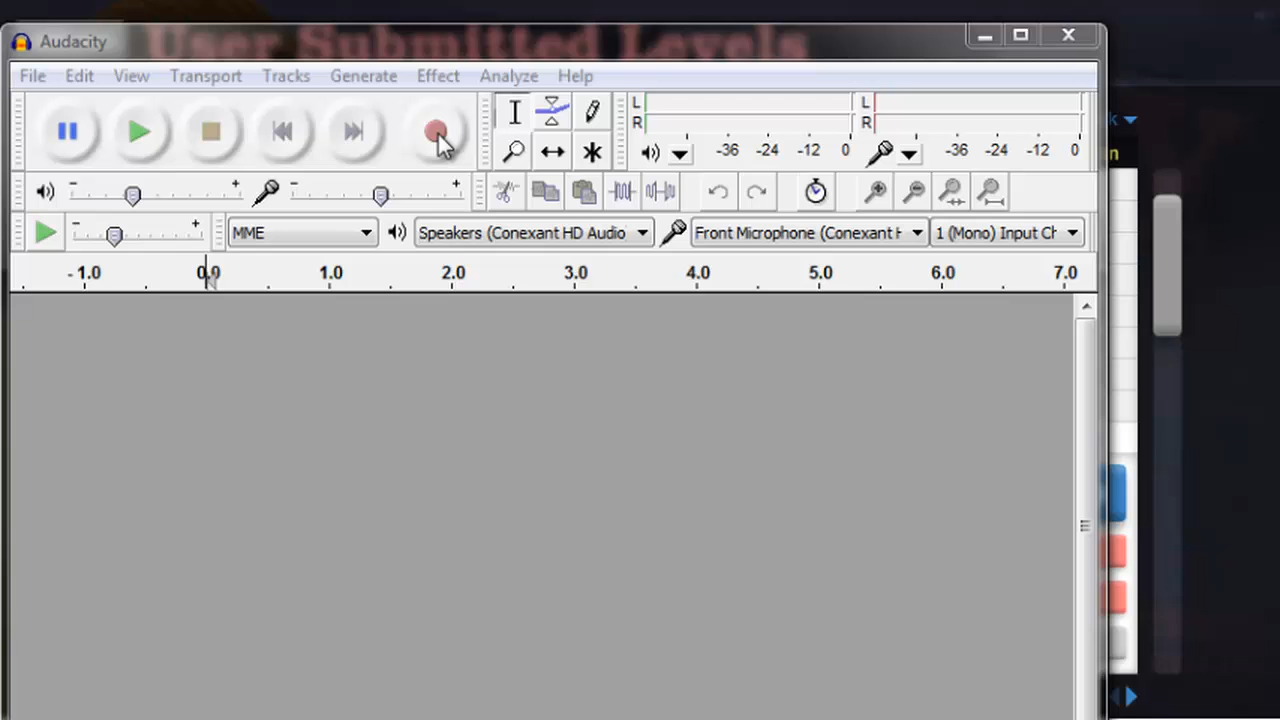 User Submitted Levels
Audacity
File Edit View Transport Tracks Generate Effect Analyze Help
L
R
-36 -24 -12 0
L
R
-36 -24 -12 0
- + - +
- +
MME
Speakers (Conexant HD Audio
Front Microphone (Conexant H
1 (Mono) Input Ch
- 1.0 0.0 1.0 2.0 3.0 4.0 5.0 6.0 7.0